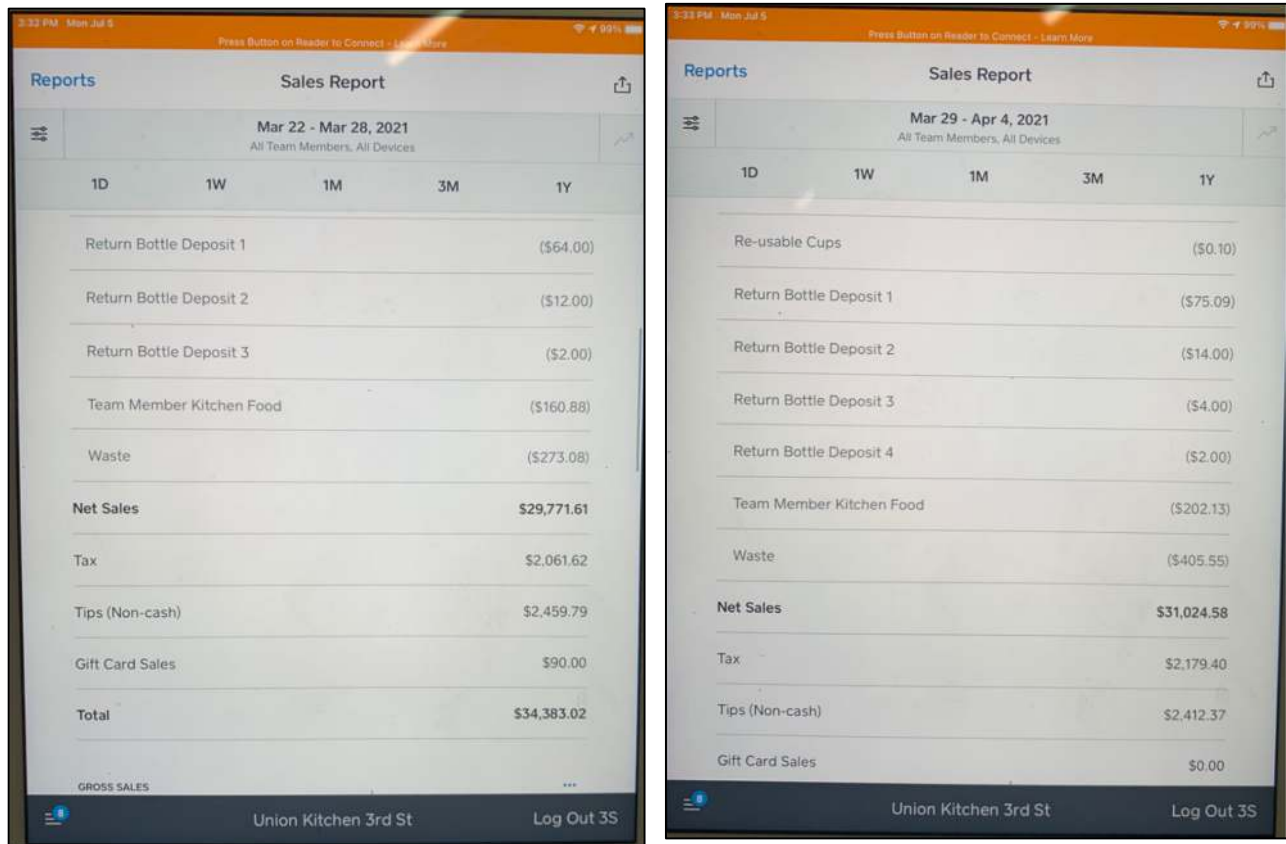 3:33 PM Mon Jul 5 99%
Press Button on Reader to Connect - Learn More
Reports Sales Report
Mar 22 - Mar 28, 2021
All Team Members, All Devices
1D 1W 1M 3M 1Y
Return Bottle Deposit 1 ($64.00)
Return Bottle Deposit 2 ($12.00)
Return Bottle Deposit 3 ($2.00)
Team Member Kitchen Food ($160.88)
Waste ($273.08)
Net Sales $29,771.61
Tax $2,061.62
Tips (Non-cash) $2,459.79
Gift Card Sales $90.00
Total $34,383.02
GROSS SALES
8
Union Kitchen 3rd St Log Out 3S
3:33 PM Mon Jul 5 99%
Press Button on Reader to Connect - Learn More
Reports Sales Report
Mar 29 - Apr 4, 2021
All Team Members, All Devices
1D 1W 1M 3M 1Y
Re-usable Cups ($0.10)
Return Bottle Deposit 1 ($75.09)
Return Bottle Deposit 2 ($14.00)
Return Bottle Deposit 3 ($4.00)
Return Bottle Deposit 4 ($2.00)
Team Member Kitchen Food ($202.13)
Waste ($405.55)
Net Sales $31,024.58
Tax $2,179.40
Tips (Non-cash) $2,412.37
Gift Card Sales $0.00
8
Union Kitchen 3rd St Log Out 3S